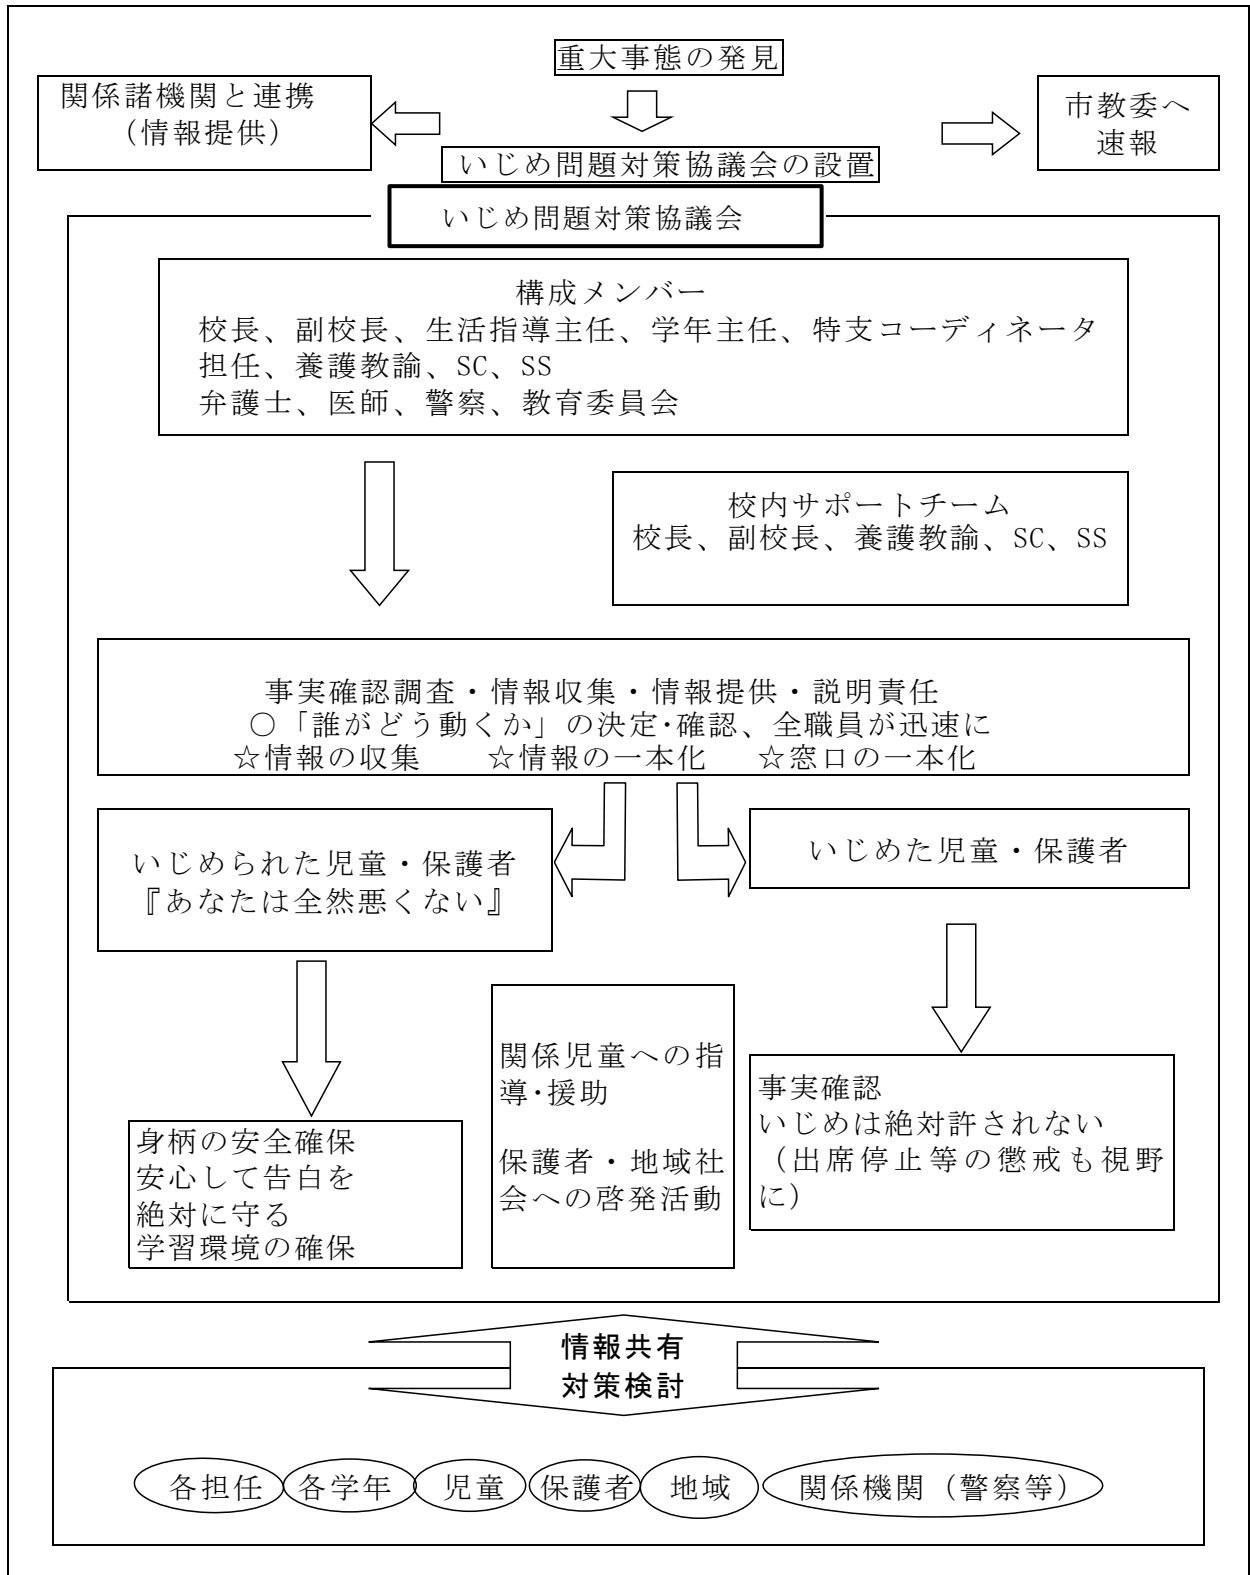 重大事態の発見
関係諸機関と連携
（情報提供）
市教委へ
速報
いじめ問題対策協議会の設置
いじめ問題対策協議会
構成メンバー
校長、副校長、生活指導主任、学年主任、特支コーディネータ
担任、養護教諭、SC、SS
弁護士、医師、警察、教育委員会
校内サポートチーム
校長、副校長、養護教諭、SC、SS
事実確認調査・情報収集・情報提供・説明責任
○「誰がどう動くか」の決定･確認、全職員が迅速に
☆情報の収集　　☆情報の一本化　☆窓口の一本化
いじめられた児童・保護者
『あなたは全然悪くない』
いじめた児童・保護者
身柄の安全確保
安心して告白を
絶対に守る
学習環境の確保
関係児童への指
導･援助
保護者・地域社
会への啓発活動
事実確認
いじめは絶対許されない
（出席停止等の懲戒も視野
に）
情報共有
対策検討
各担任
各学年
児童
保護者
地域
関係機関（警察等）